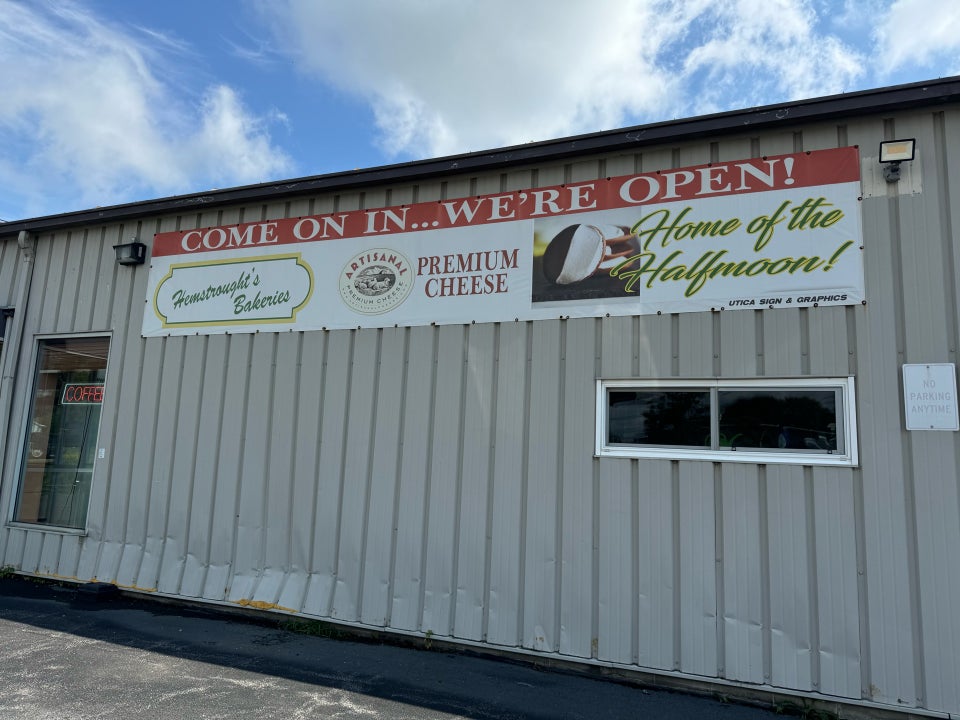 COME ON IN...WE'RE OPEN!
Hemstrought's
Bakeries
ARTISANAL
PREMIUM CHEESE
PREMIUM
CHEESE
Home of the
Halfmoon!
UTICA SIGN & GRAPHICS
COFFEE
NO
PARKING
ANYTIME